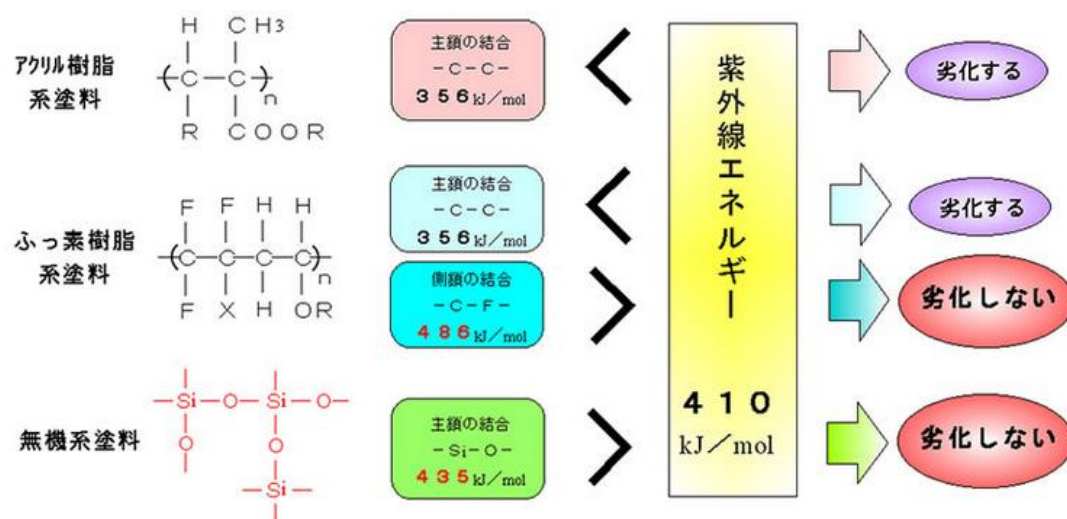 アクリル樹脂
系塗料
H CH3
( C C )n
R COOR
主鎖の結合
-C-C-
356kJ/mol
<
劣化する
ふっ素樹脂
系塗料
F F H H
( C C C C )n
F X H OR
主鎖の結合
-C-C-
356kJ/mol
<
劣化する
側鎖の結合
-C-F-
486kJ/mol
>
劣化しない
無機系塗料
Si O Si O
O O
Si
主鎖の結合
-Si-O-
435kJ/mol
>
劣化しない
紫外線エネルギー
410
kJ/mol